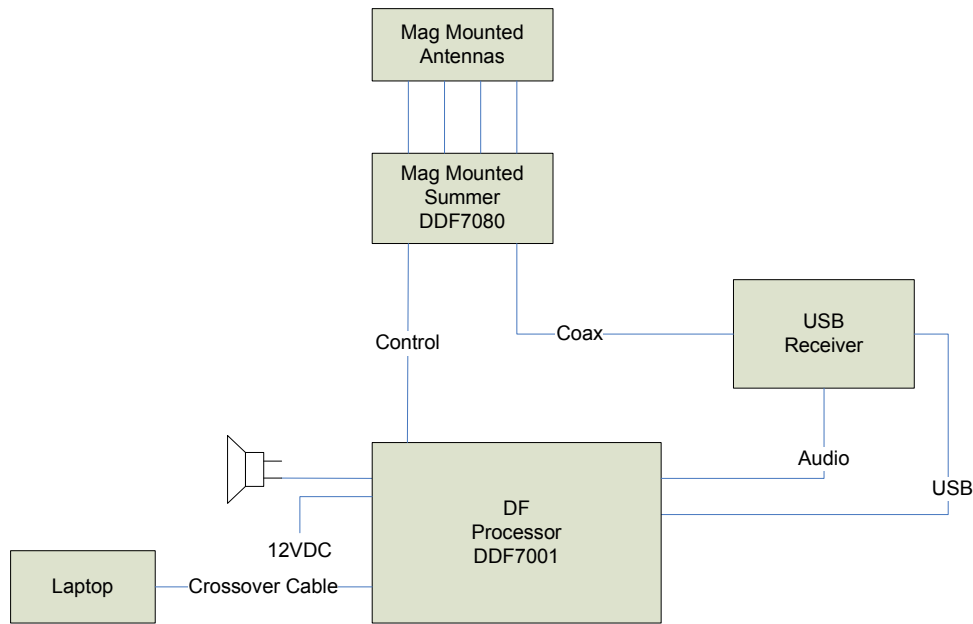 Mag Mounted
Antennas
Mag Mounted
Summer
DDF7080
USB
Receiver
Coax
Control
Audio
USB
DF
Processor
DDF7001
12VDC
Laptop
Crossover Cable